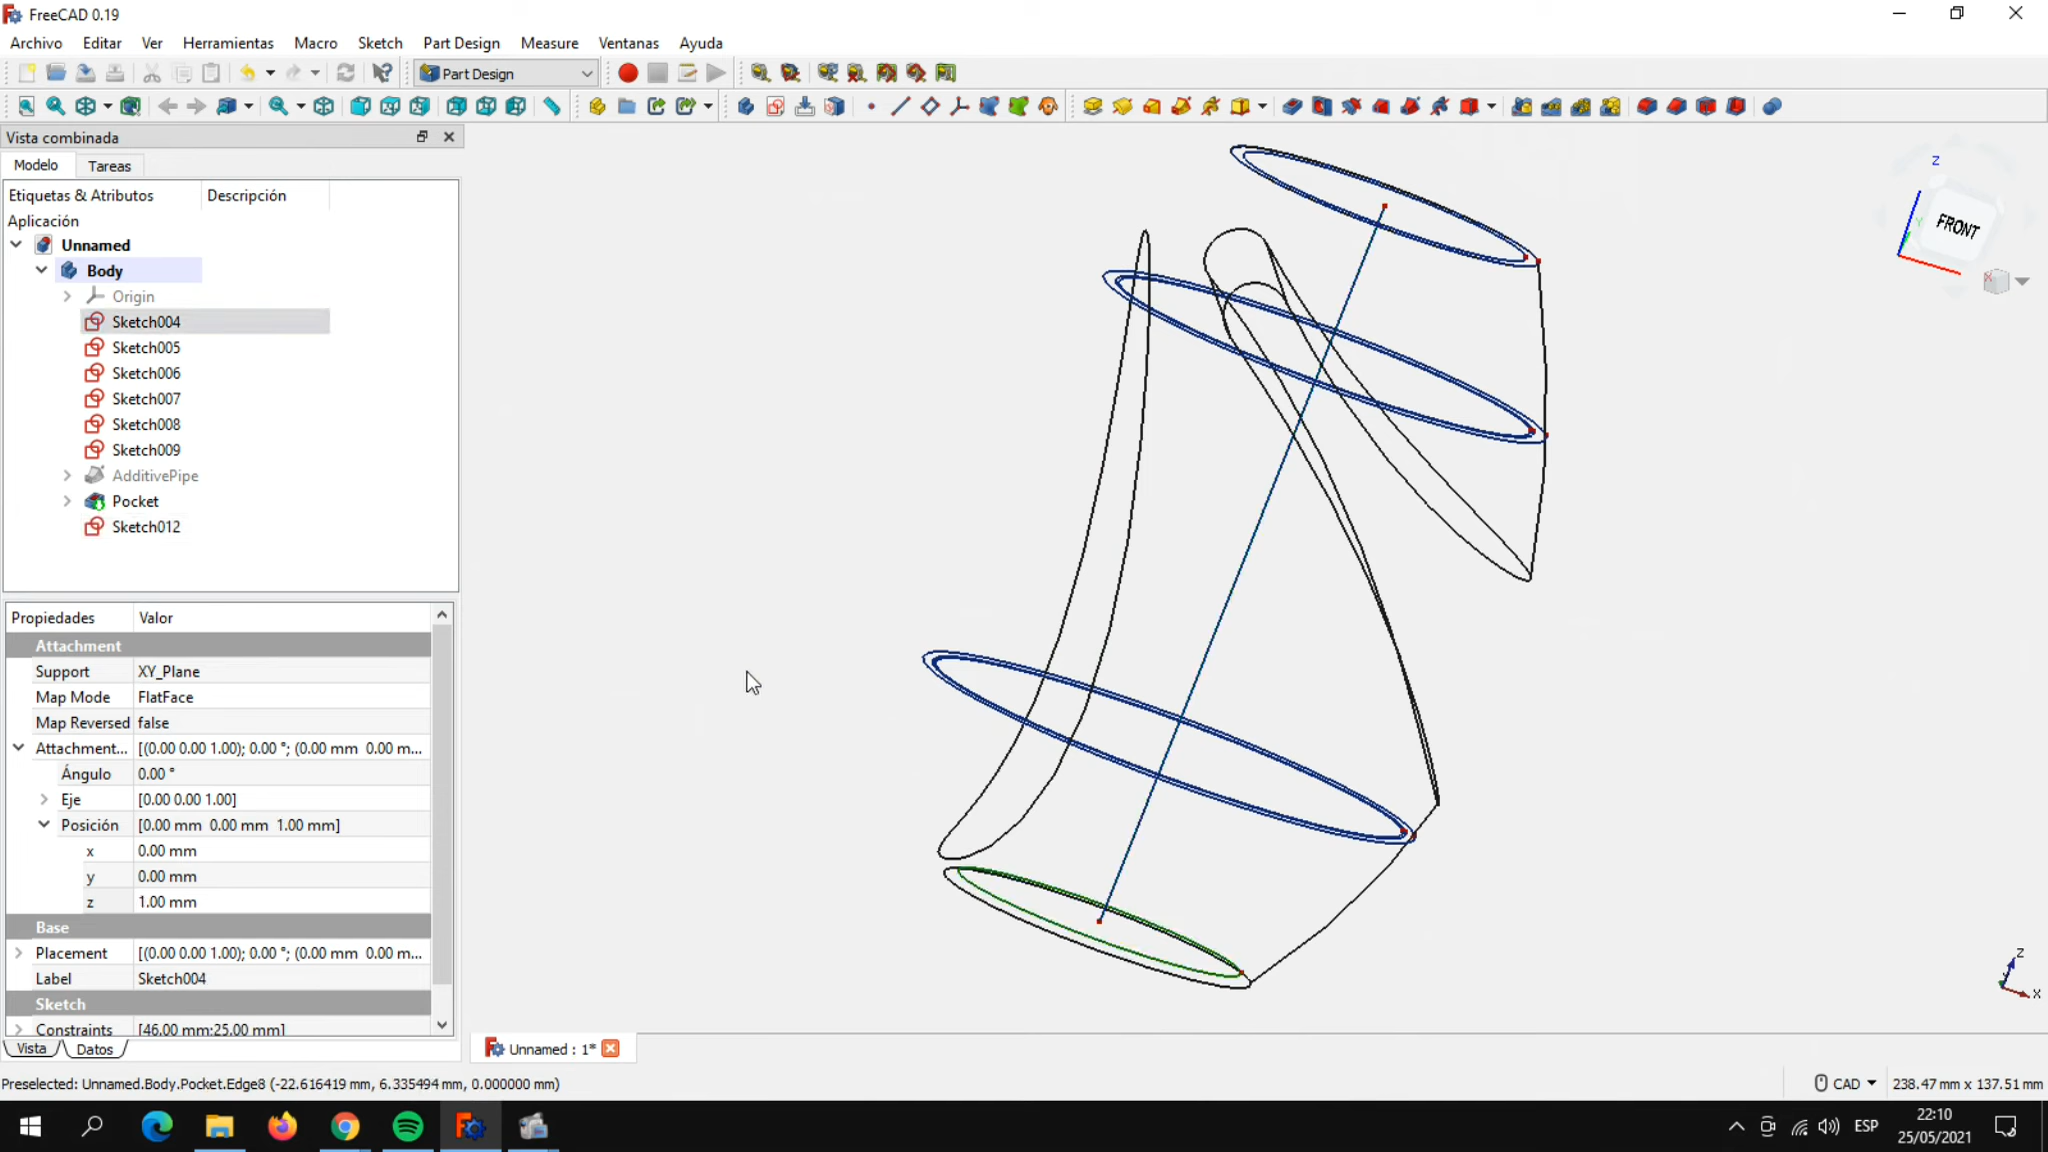 FreeCAD 0.19
Archivo Editar Ver Herramientas Macro Sketch Part Design Measure Ventanas Ayuda
Part Design
Vista combinada
Modelo Tareas
Etiquetas & Atributos Descripción
Aplicación
Unnamed
Body
Origin
Sketch004
Sketch005
Sketch006
Sketch007
Sketch008
Sketch009
AdditivePipe
Pocket
Sketch012
Propiedades Valor
Attachment
Support XY_Plane
Map Mode FlatFace
Map Reversed false
Attachment... [(0.00 0.00 1.00); 0.00 °; (0.00 mm 0.00 m...
Ángulo 0.00 °
Eje [0.00 0.00 1.00]
Posición [0.00 mm 0.00 mm 1.00 mm]
x 0.00 mm
y 0.00 mm
z 1.00 mm
Base
Placement [(0.00 0.00 1.00); 0.00 °; (0.00 mm 0.00 m...
Label Sketch004
Sketch
Constraints [46.00 mm;25.00 mm]
Vista Datos
Z
Y
FRONT
Z
X
Unnamed : 1*
Preselected: Unnamed.Body.Pocket.Edge8 (-22.616419 mm, 6.335494 mm, 0.000000 mm)
CAD 238.47 mm x 137.51 mm
ESP
22:10
25/05/2021